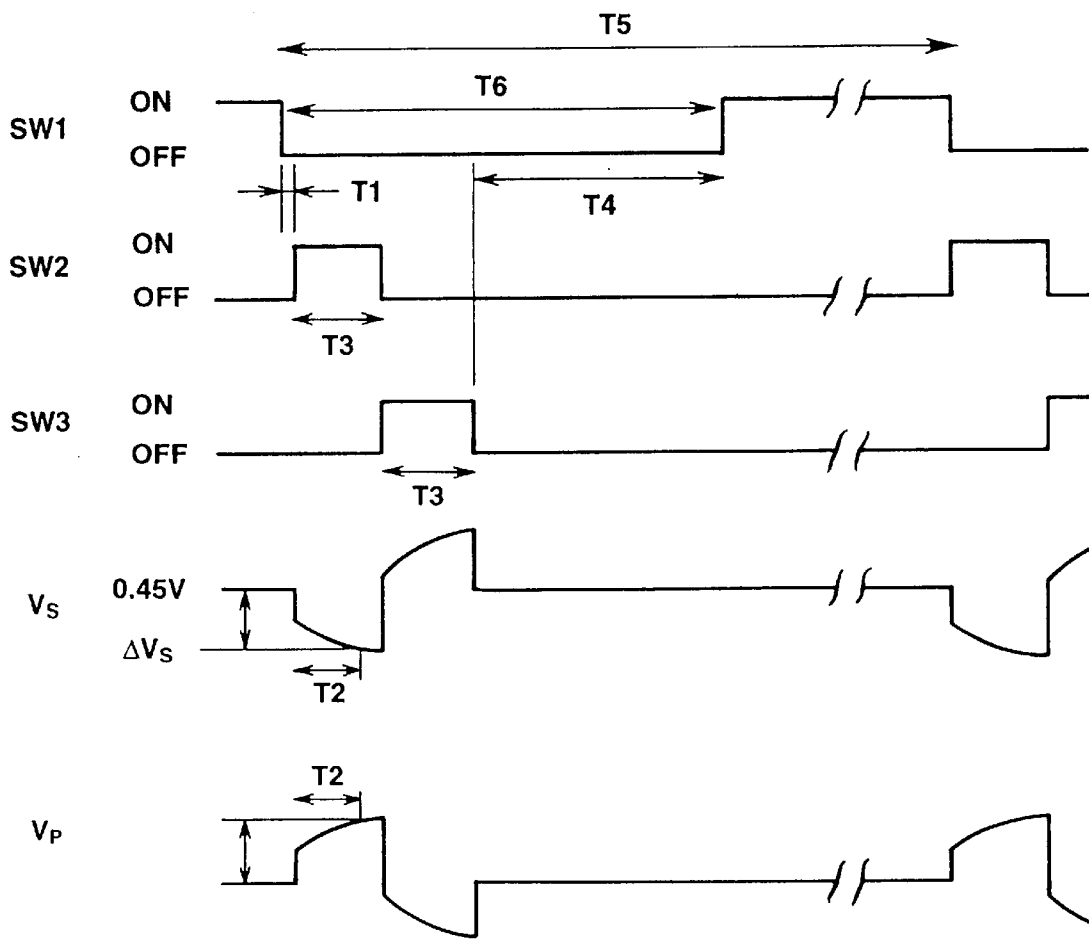 T5
T6
SW1 ON
OFF
T1
T4
SW2 ON
OFF
T3
SW3 ON
OFF
T3
VS 0.45V
ΔVS
T2
T2
VP